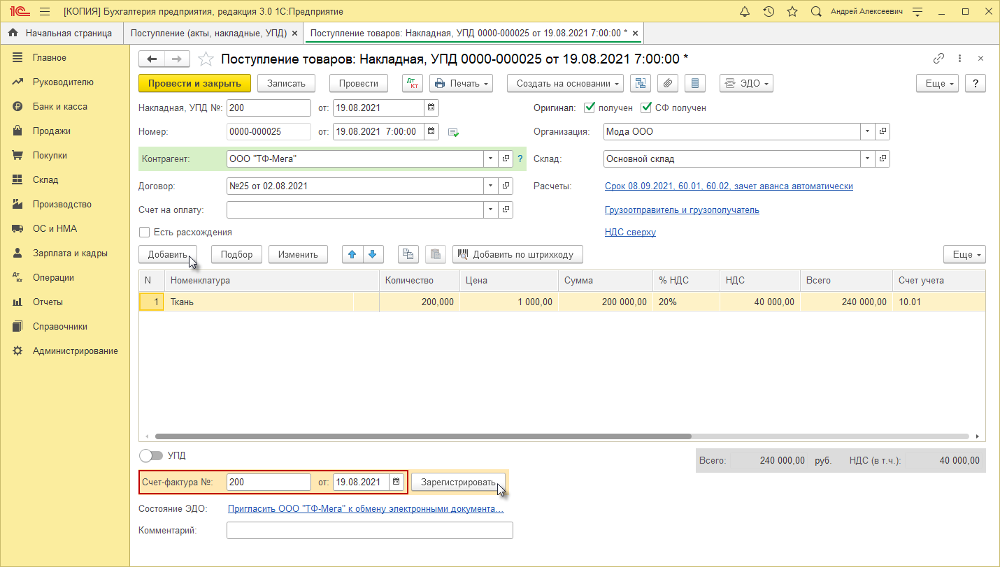 1С [КОПИЯ] Бухгалтерия предприятия, редакция 3.0 1С:Предприятие Андрей Алексеевич
Начальная страница Поступление (акты, накладные, УПД) × Поступление товаров: Накладная, УПД 0000-000025 от 19.08.2021 7:00:00 * ×
Главное
Руководителю
Банк и касса
Продажи
Покупки
Склад
Производство
ОС и НМА
Зарплата и кадры
Операции
Отчеты
Справочники
Администрирование
Поступление товаров: Накладная, УПД 0000-000025 от 19.08.2021 7:00:00 *
Провести и закрыть Записать Провести Дт Кт Печать Создать на основании ЭДО Еще ?
Накладная, УПД №: 200 от: 19.08.2021 Оригинал: получен СФ получен
Номер: 0000-000025 от: 19.08.2021 7:00:00 Организация: Мода ООО
Контрагент: ООО "ТФ-Мега" ? Склад: Основной склад
Договор: №25 от 02.08.2021 Расчеты: Срок 08.09.2021, 60.01, 60.02, зачет аванса автоматически
Счет на оплату: Грузоотправитель и грузополучатель
Есть расхождения НДС сверху
Добавить Подбор Изменить Добавить по штрихкоду Еще
N Номенклатура Количество Цена Сумма % НДС НДС Всего Счет учета
1 Ткань 200,000 1 000,00 200 000,00 20% 40 000,00 240 000,00 10.01
УПД Всего: 240 000,00 руб. НДС (в т.ч.): 40 000,00
Счет-фактура №: 200 от: 19.08.2021 Зарегистрировать
Состояние ЭДО: Пригласить ООО "ТФ-Мега" к обмену электронными документа...
Комментарий: